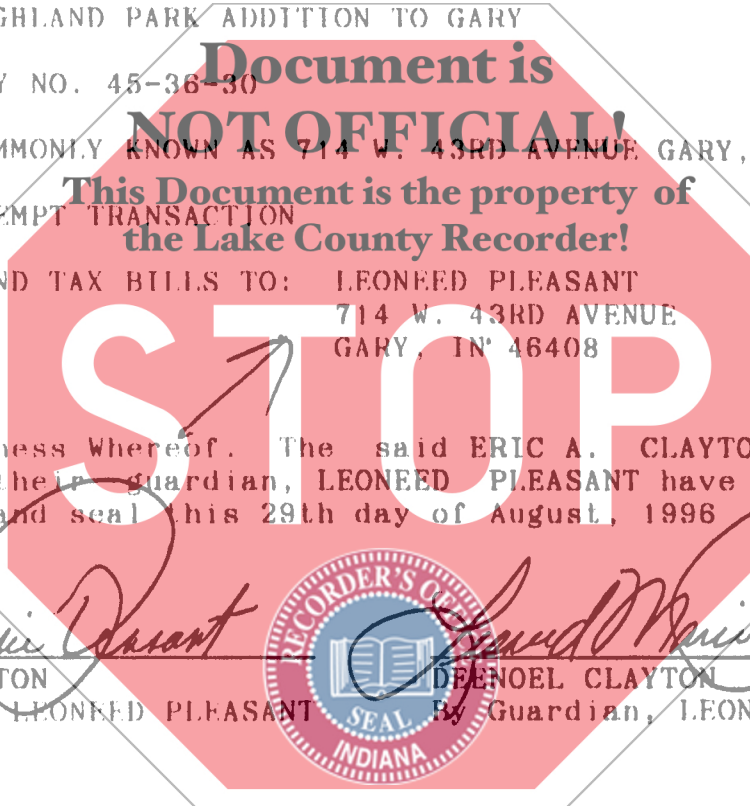 GHLAND PARK ADDITION TO GARY
Document is
Y NO. 45-36-30
NOT OFFICIAL!
MMONLY KNOWN AS 714 W. 43RD AVENUE GARY,
This Document is the property of
EMPT TRANSACTION
the Lake County Recorder!
ND TAX BILLS TO: LEONEED PLEASANT
714 W. 43RD AVENUE
GARY, IN 46408
STOP
ness Whereof. The said ERIC A. CLAYTO
their guardian, LEONEED PLEASANT have
and seal this 29th day of August, 1996
RECORDER'S OF
Pleasant
TON
DEENOEL CLAYTON
LEONEED PLEASANT By Guardian, LEON
SEAL
INDIANA